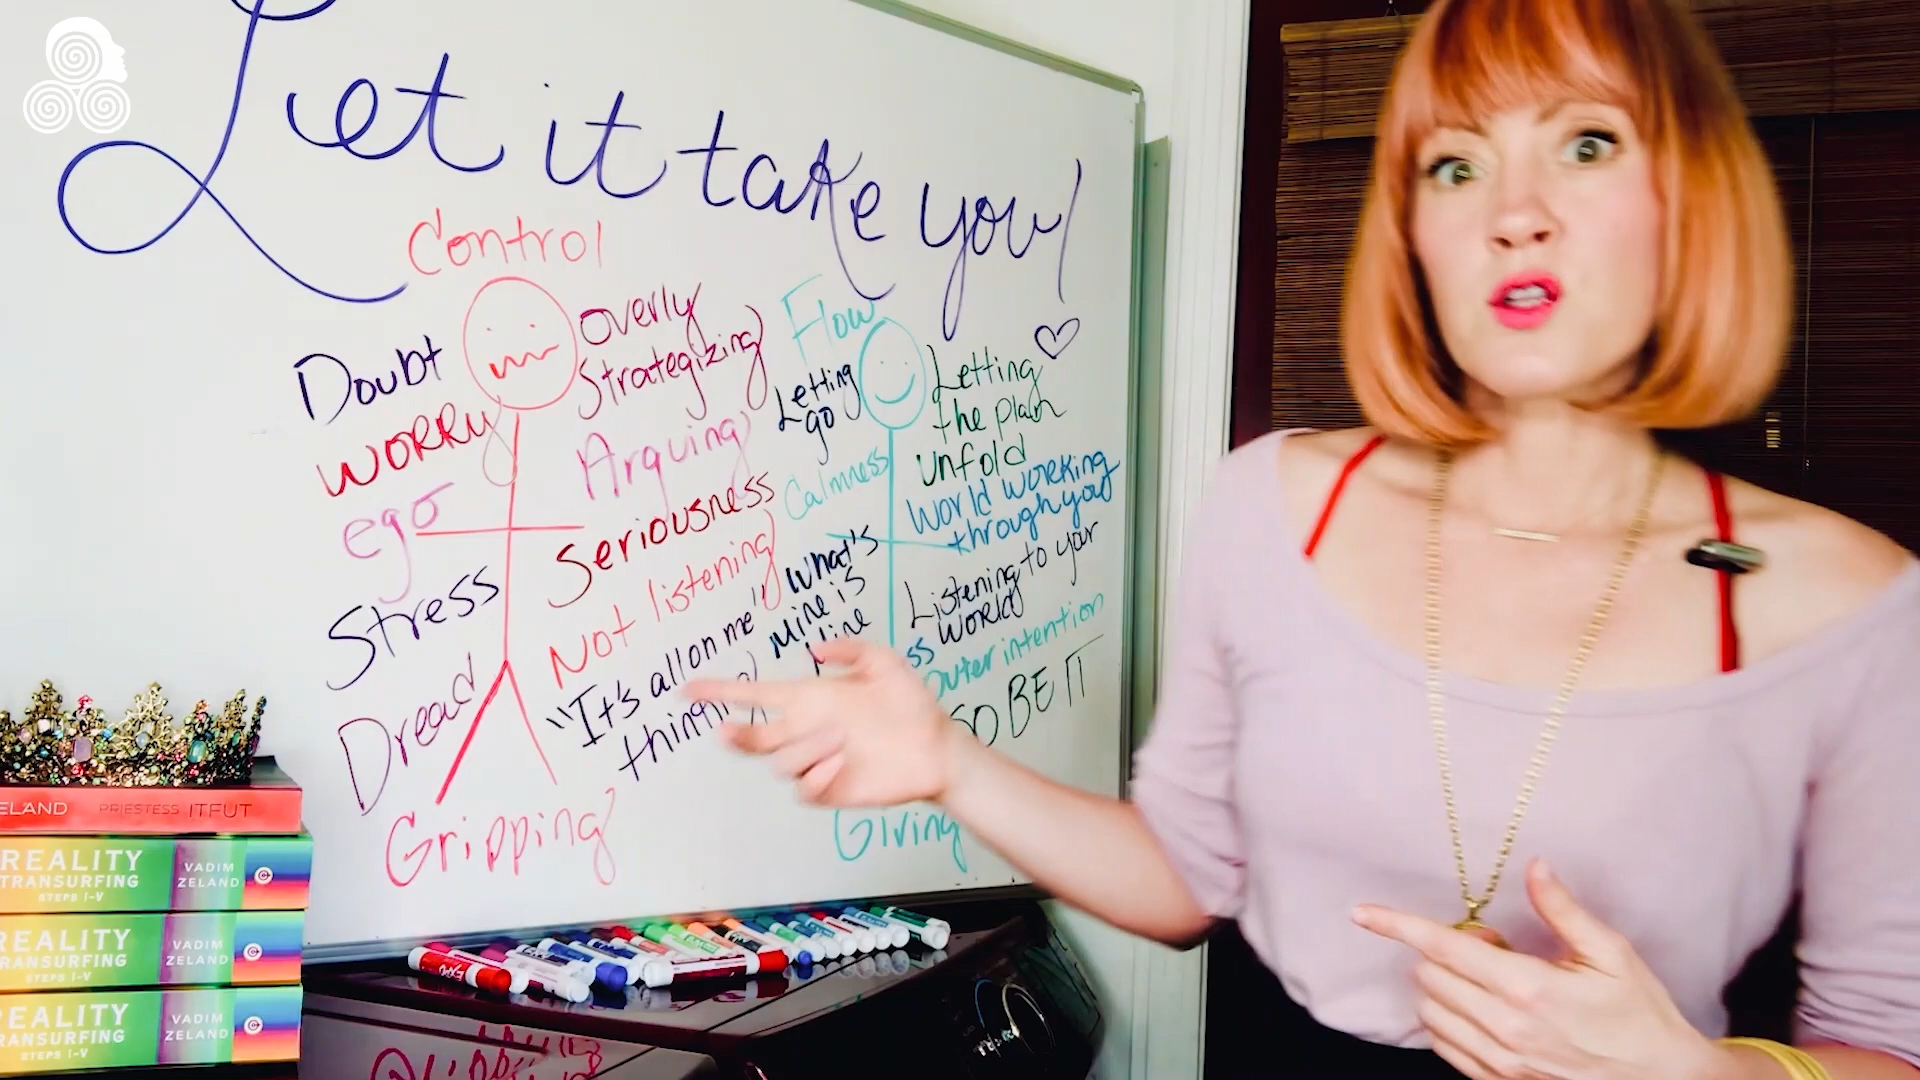 Let it take you!
Control
Doubt
WORRY
ego
Stress
Dread
Gripping
Overly
Strategizing
Arguing
Seriousness
Not listening
"It's all on me"
Flow
Letting
go
Calmness
What's
Mine is
Mine
Giving
Letting
the plan
unfold
World working
through you
Listening to your
World
Outer intention
SO BE IT
ELAND PRIESTESS ITFUT
REALITY
TRANSURFING
STEPS I-V
VADIM
ZELAND
REALITY
TRANSURFING
STEPS I-V
VADIM
ZELAND
REALITY
TRANSURFING
STEPS I-V
VADIM
ZELAND
EXPO